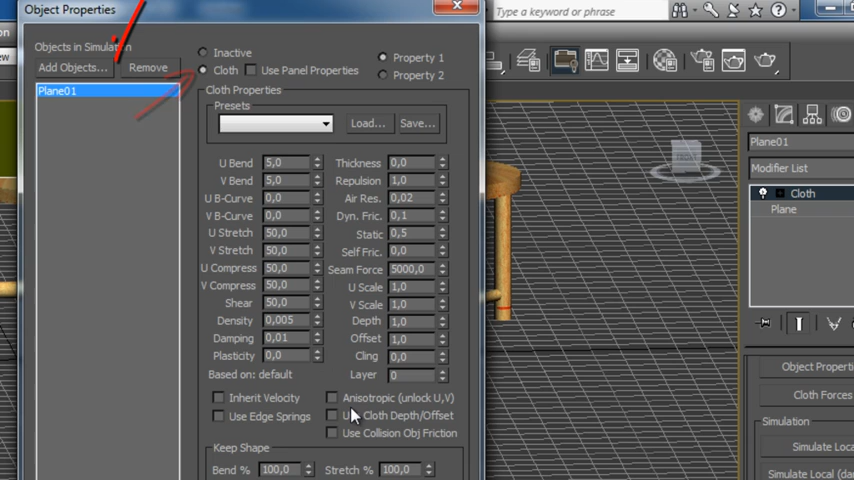 Object Properties
Type a keyword or phrase
Objects in Simulation
Add Objects...
Remove
Inactive
Cloth
Use Panel Properties
Property 1
Property 2
Plane01
Cloth Properties
Presets
Load...
Save...
U Bend 5,0
Thickness 0,0
V Bend 5,0
Repulsion 1,0
U B-Curve 0,0
Air Res. 0,02
V B-Curve 0,0
Dyn. Fric. 0,1
U Stretch 50,0
Static 0,5
V Stretch 50,0
Self Fric. 0,0
U Compress 50,0
Seam Force 5000,0
V Compress 50,0
U Scale 1,0
Shear 50,0
V Scale 1,0
Density 0,005
Depth 1,0
Damping 0,01
Offset 1,0
Plasticity 0,0
Cling 0,0
Based on: default
Layer 0
Inherit Velocity
Anisotropic (unlock U,V)
Use Edge Springs
Cloth Depth/Offset
Use Collision Obj Friction
Keep Shape
Bend % 100,0
Stretch % 100,0
Plane01
Modifier List
Cloth
Plane
Object Properti
Cloth Forces
Simulation
Simulate Loca
Simulate Local (da